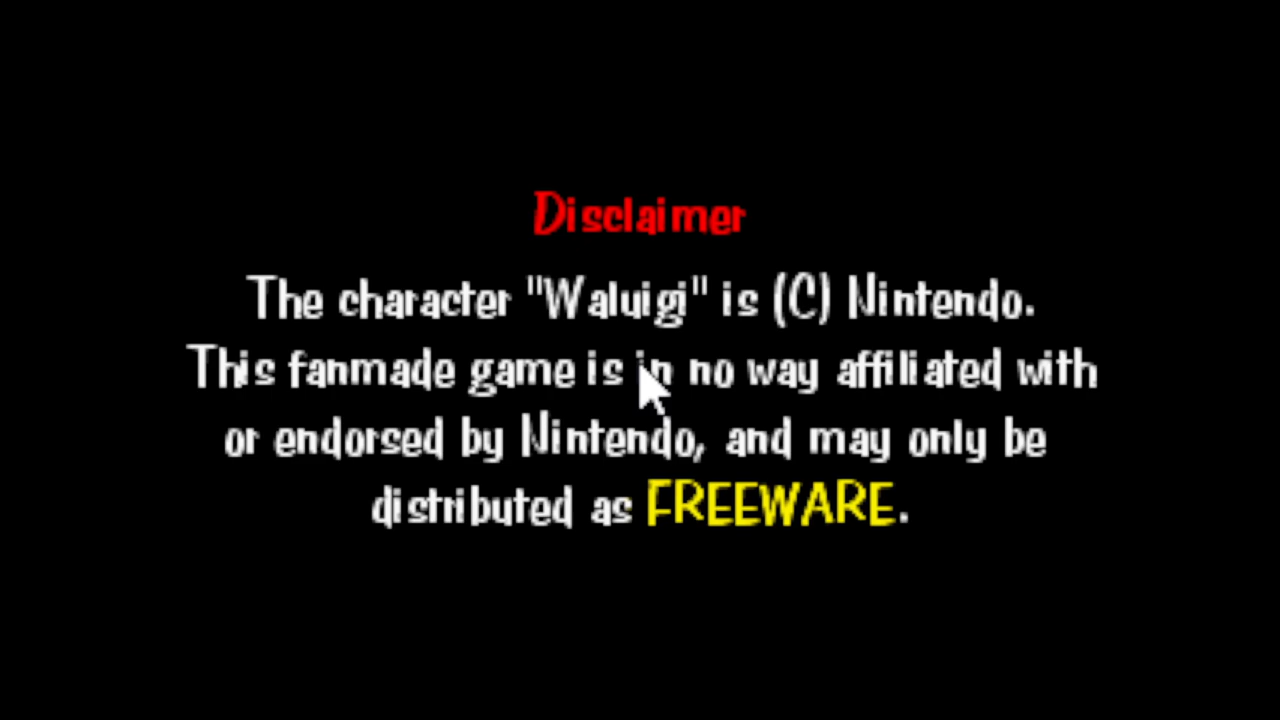 Disclaimer
The character "Waluigi" is (C) Nintendo.
This fanmade game is in no way affiliated with
or endorsed by Nintendo, and may only be
distributed as FREEWARE.